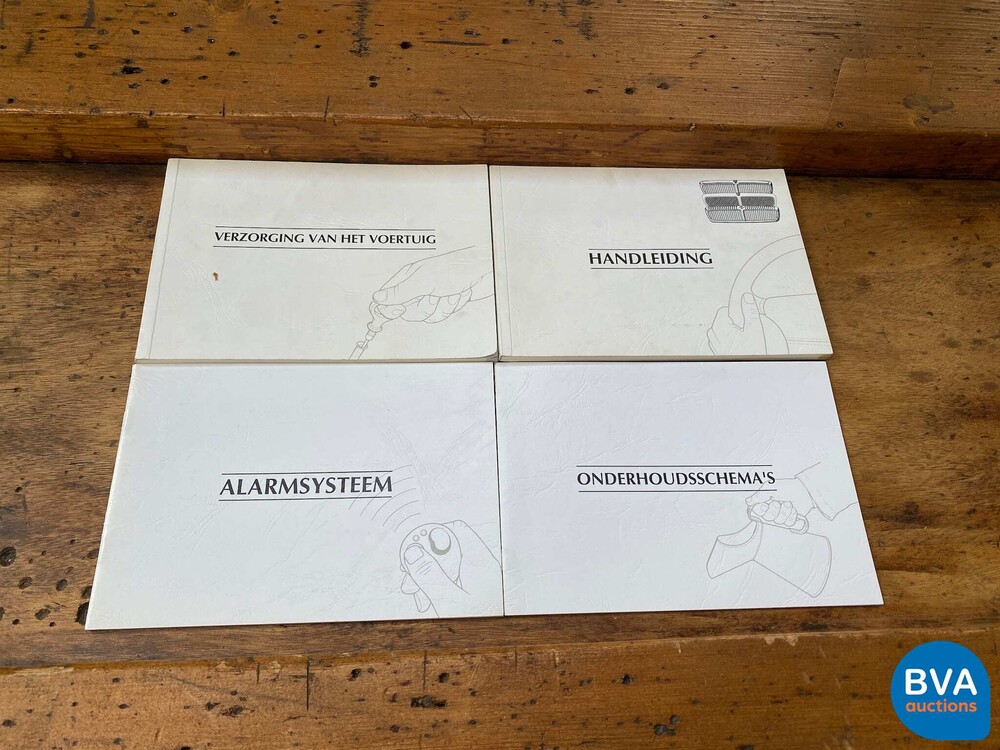 VERZORGING VAN HET VOERTUIG
HANDLEIDING
ALARMSYSTEEM
ONDERHOUDSSCHEMA'S
BVA
auctions